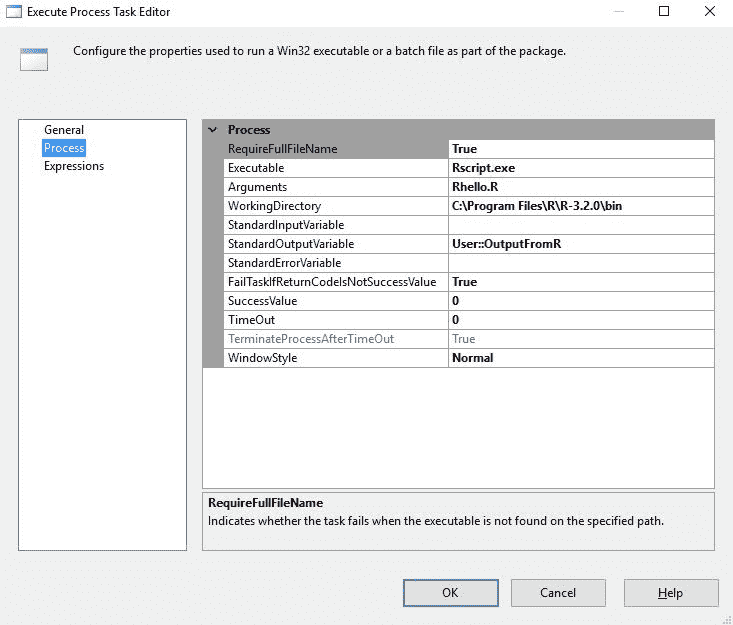 Execute Process Task Editor
Configure the properties used to run a Win32 executable or a batch file as part of the package.
General
Process
Expressions
Process
RequireFullFileName True
Executable Rscript.exe
Arguments Rhello.R
WorkingDirectory C:\Program Files\R\R-3.2.0\bin
StandardInputVariable
StandardOutputVariable User::OutputFromR
StandardErrorVariable
FailTaskIfReturnCodeIsNotSuccessValue True
SuccessValue 0
TimeOut 0
TerminateProcessAfterTimeOut True
WindowStyle Normal
RequireFullFileName
Indicates whether the task fails when the executable is not found on the specified path.
OK Cancel Help